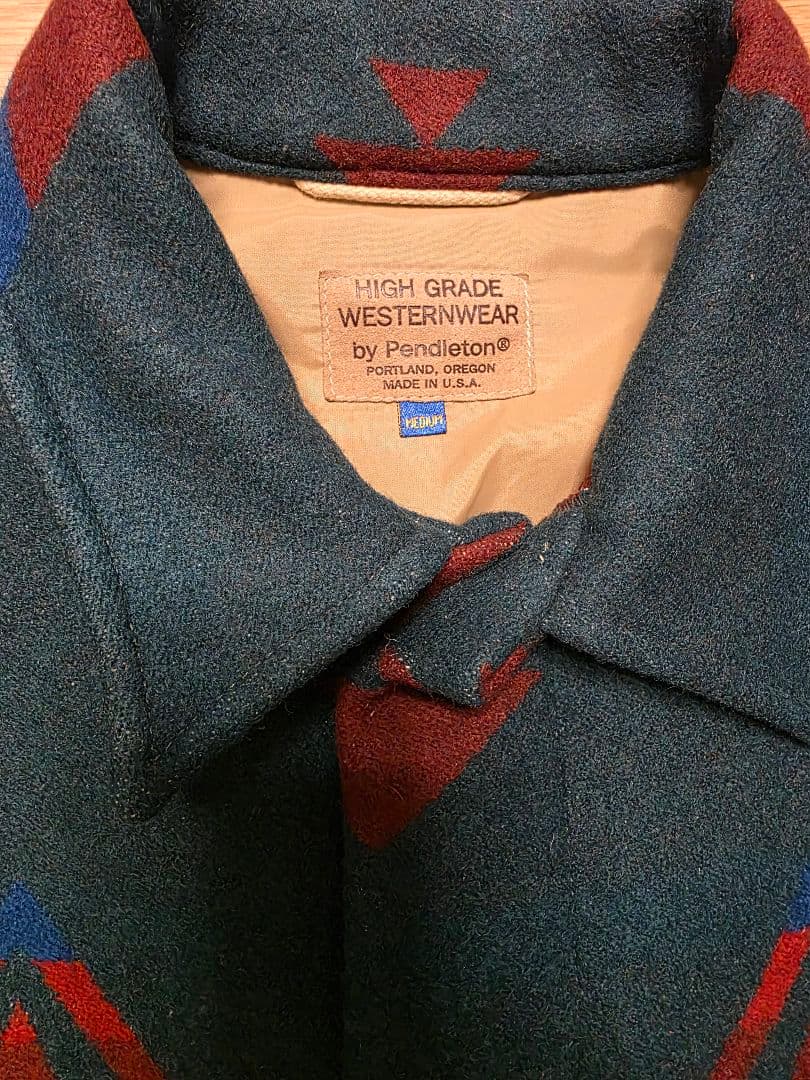 HIGH GRADE
WESTERNWEAR
by Pendleton®
PORTLAND, OREGON
MADE IN U.S.A.
MEDIUM